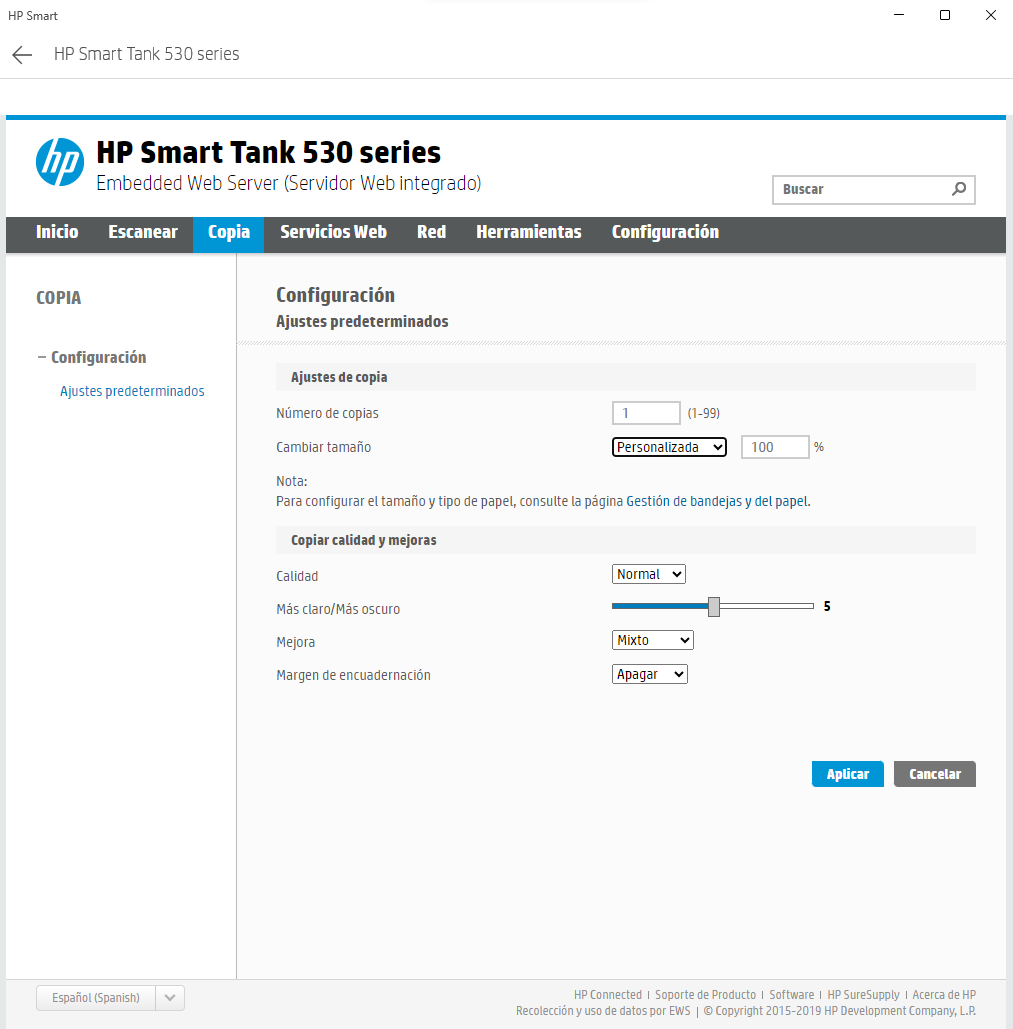 HP Smart
HP Smart Tank 530 series
hp
HP Smart Tank 530 series
Embedded Web Server (Servidor Web integrado)
Buscar
Inicio Escanear Copia Servicios Web Red Herramientas Configuración
COPIA
– Configuración
Ajustes predeterminados
Configuración
Ajustes predeterminados
Ajustes de copia
Número de copias 1 (1-99)
Cambiar tamaño Personalizada 100 %
Nota:
Para configurar el tamaño y tipo de papel, consulte la página Gestión de bandejas y del papel.
Copiar calidad y mejoras
Calidad Normal
Más claro/Más oscuro 5
Mejora Mixto
Margen de encuadernación Apagar
Aplicar Cancelar
Español (Spanish)
HP Connected | Soporte de Producto | Software | HP SureSupply | Acerca de HP
Recolección y uso de datos por EWS | © Copyright 2015-2019 HP Development Company, L.P.